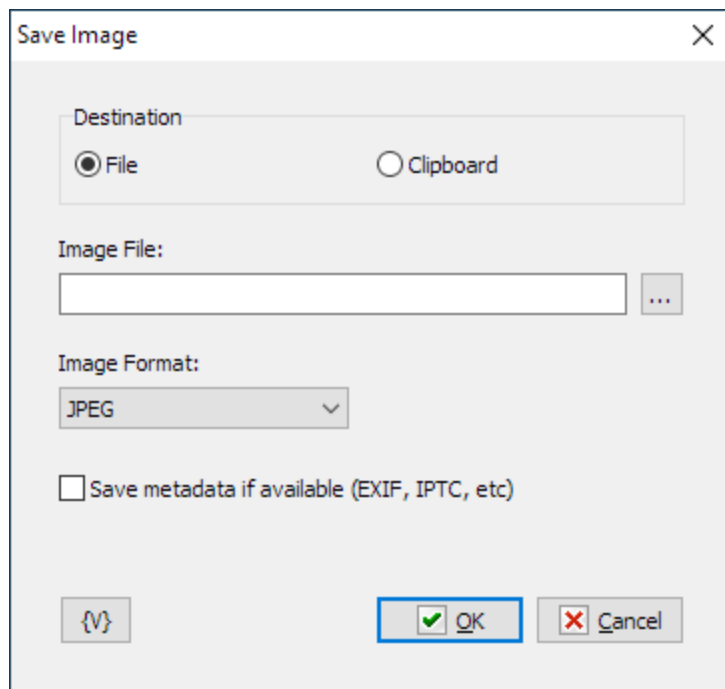 Save Image
Destination
File Clipboard
Image File:
...
Image Format:
JPEG
Save metadata if available (EXIF, IPTC, etc)
{V} OK Cancel